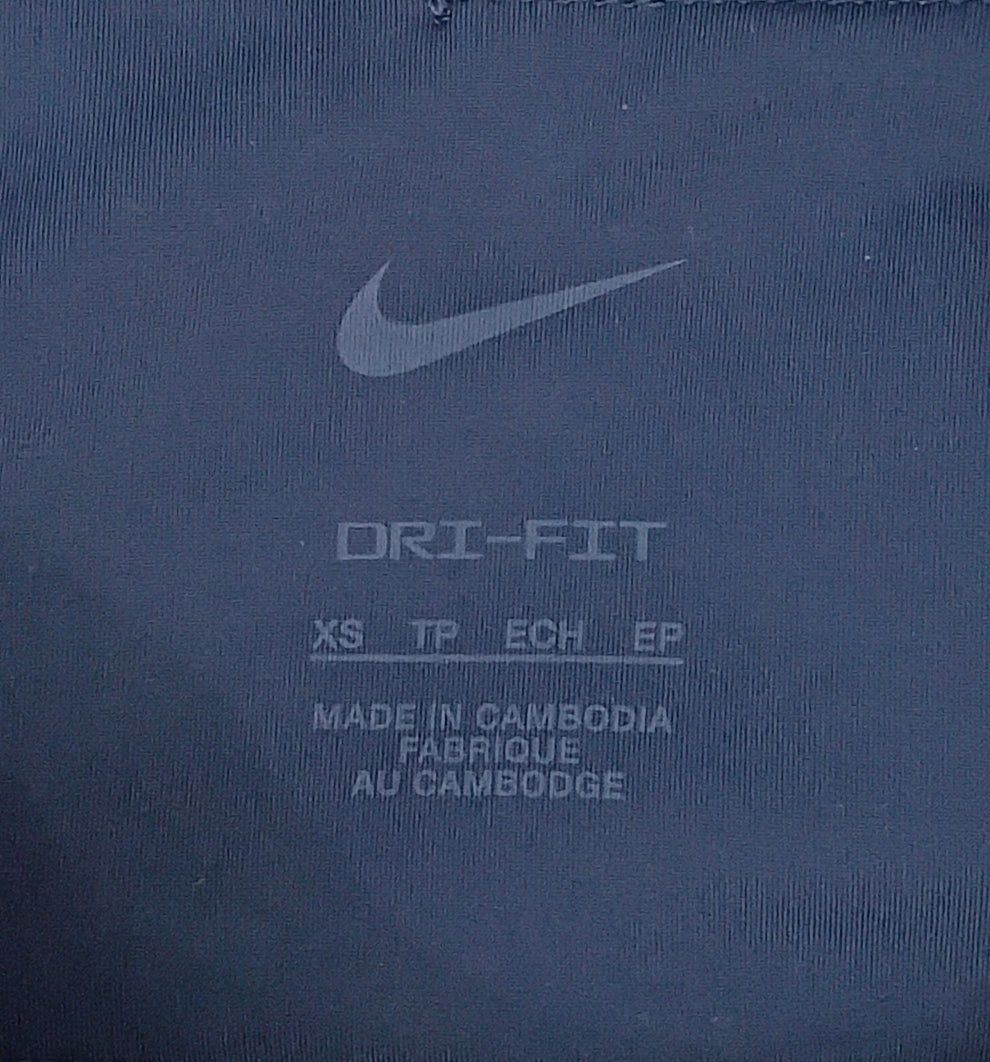 DRI-FIT
XS TP ECH EP
MADE IN CAMBODIA
FABRIQUE
AU CAMBODGE